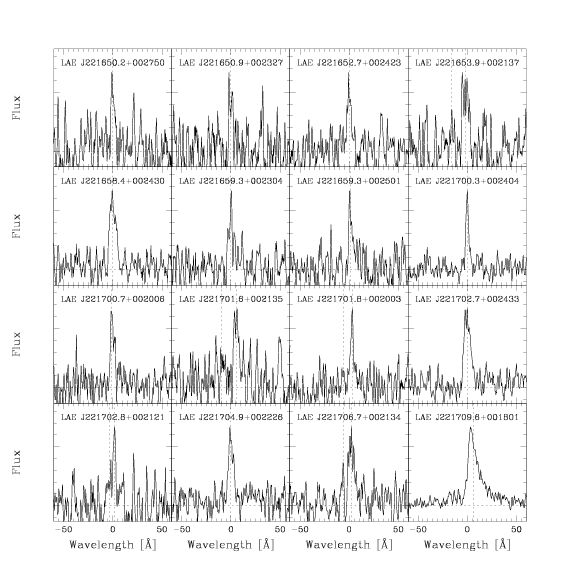 LAE J221650.2+002750 LAE J221650.9+002327 LAE J221652.7+002423 LAE J221653.9+002137
Flux
LAE J221658.4+002430 LAE J221659.3+002304 LAE J221659.3+002501 LAE J221700.3+002404
Flux
LAE J221700.7+002006 LAE J221701.6+002135 LAE J221701.8+002003 LAE J221702.7+002433
Flux
LAE J221702.8+002121 LAE J221704.9+002226 LAE J221706.7+002134 LAE J221709.6+001801
Flux
−50 0 50 −50 0 50 −50 0 50 −50 0 50
Wavelength [Å] Wavelength [Å] Wavelength [Å] Wavelength [Å]